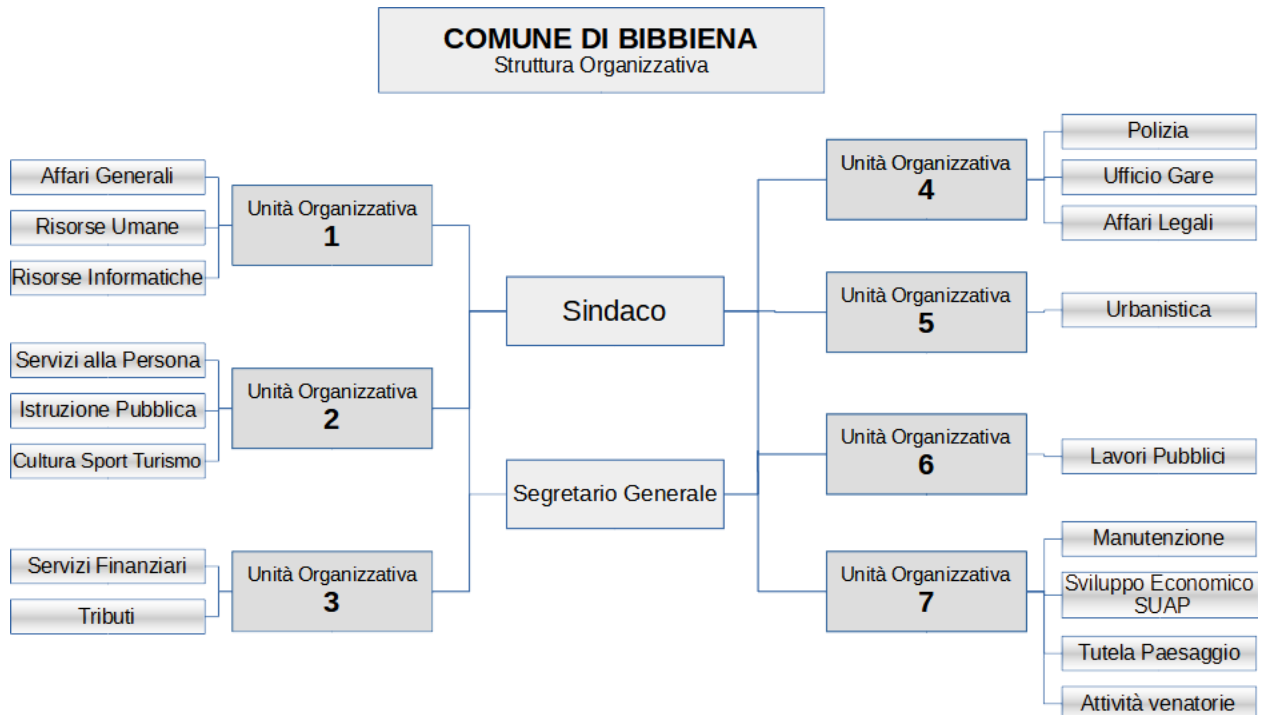 COMUNE DI BIBBIENA
Struttura Organizzativa
Affari Generali
Risorse Umane
Risorse Informatiche
Unità Organizzativa
1
Servizi alla Persona
Istruzione Pubblica
Cultura Sport Turismo
Unità Organizzativa
2
Servizi Finanziari
Tributi
Unità Organizzativa
3
Sindaco
Segretario Generale
Unità Organizzativa
4
Polizia
Ufficio Gare
Affari Legali
Unità Organizzativa
5
Urbanistica
Unità Organizzativa
6
Lavori Pubblici
Unità Organizzativa
7
Manutenzione
Sviluppo Economico
SUAP
Tutela Paesaggio
Attività venatorie